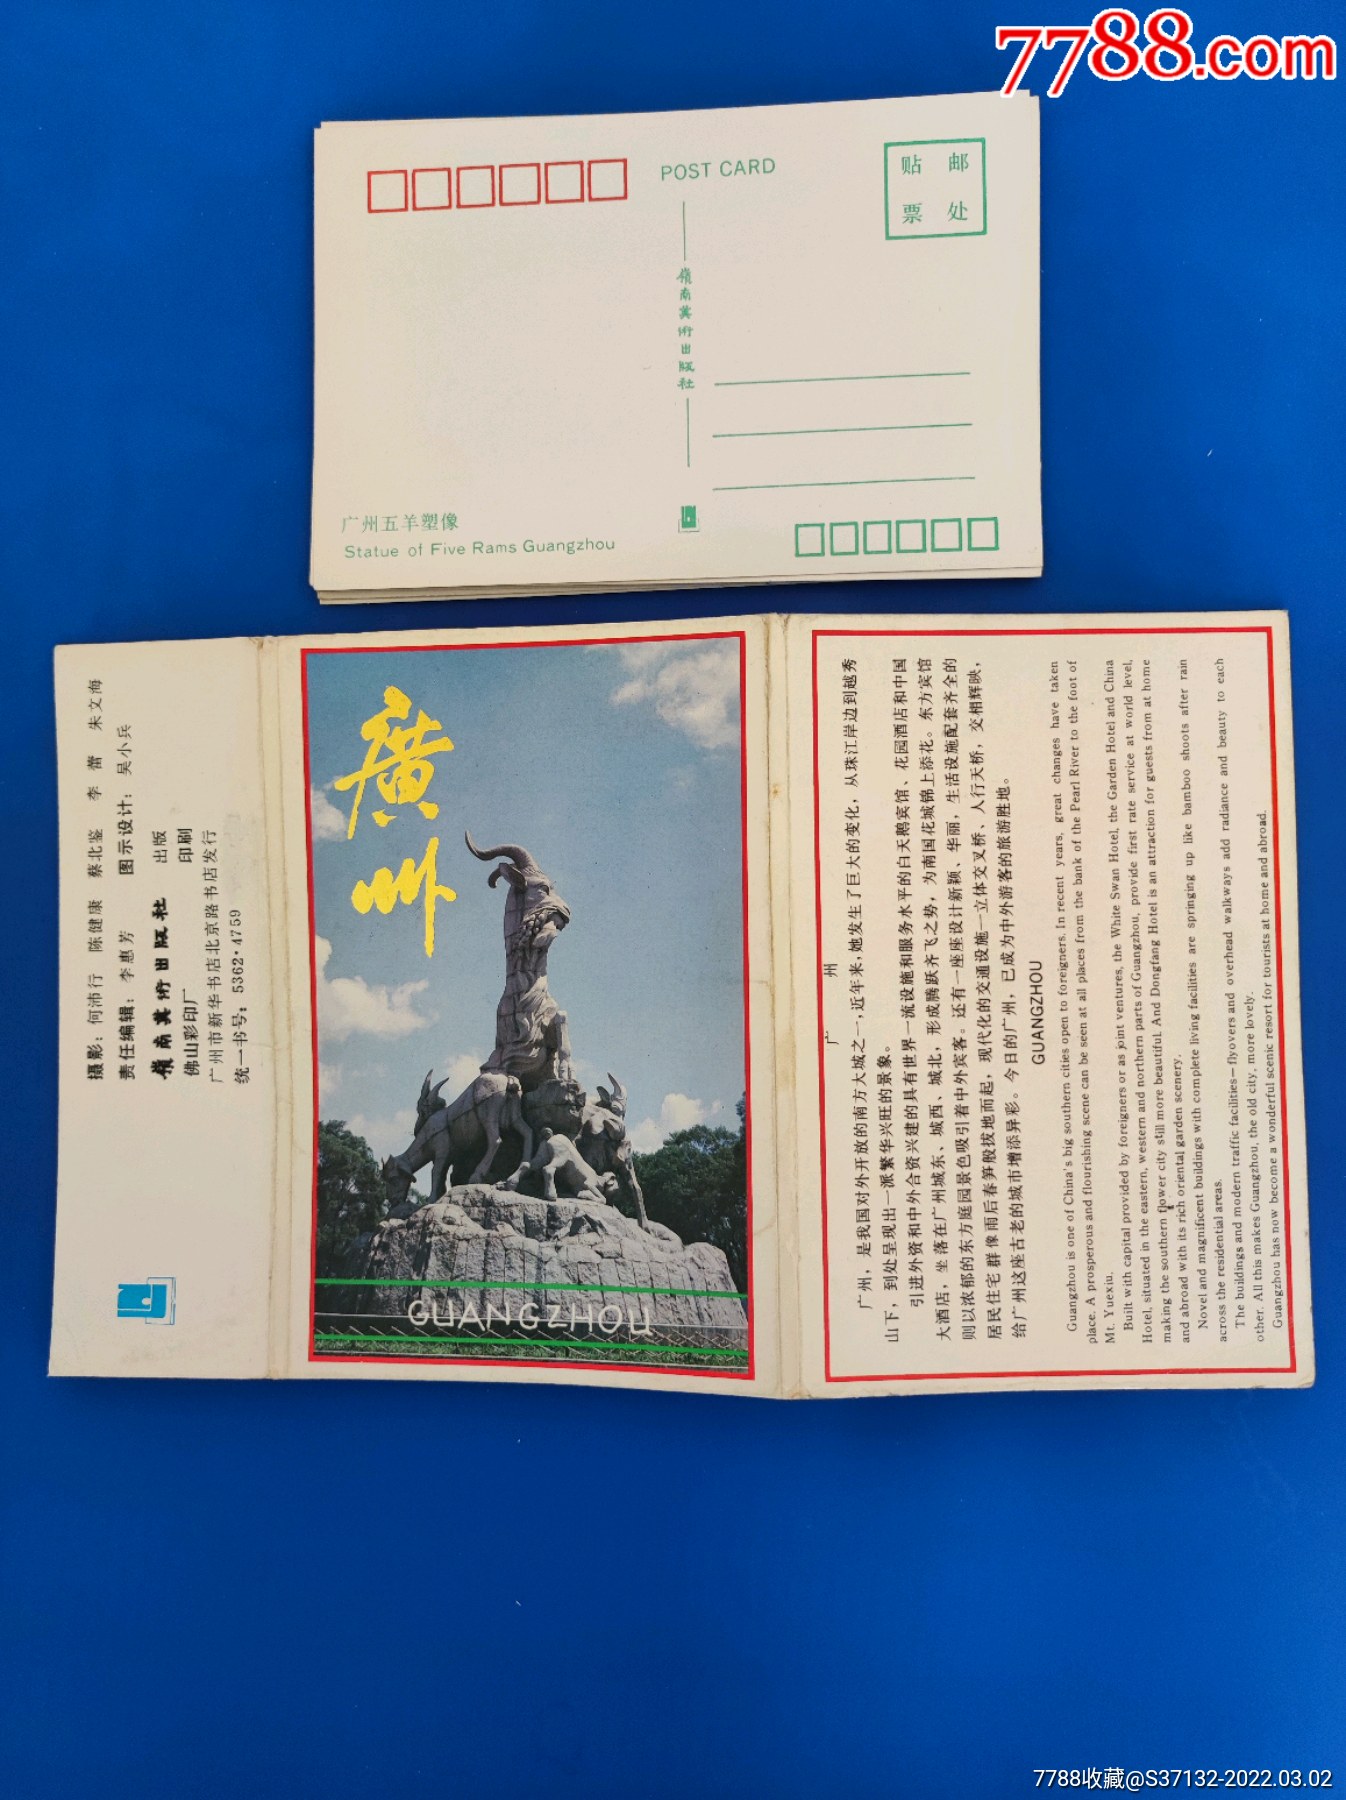 7788.com
POST CARD
贴 邮
票 处
嶺南美術出版社
广州五羊塑像
Statue of Five Rams Guangzhou
摄影：何沛行 陈健康 蔡北鉴 李蕾 朱文海
责任编辑：李惠芳 图示设计：吴小兵
嶺南美術出版社 出版
佛山彩印厂 印刷
广州市新华书店北京路书店发行
统一书号：5362·4759
廣州
GUANGZHOU
广 州
广州，是我国对外开放的南方大城之一，近年来，她发生了巨大的变化，从珠江岸边到越秀
山下，到处呈现出一派繁华兴旺的景象。
引进外资和中外合资兴建的具有世界一流设施和服务水平的白天鹅宾馆、花园酒店和中国
大酒店，坐落在广州城东、城西、城北，形成腾跃齐飞之势，为南国花城锦上添花。东方宾馆
则以浓郁的东方庭园景色吸引着中外宾客。还有一座座设计新颖、华丽，生活设施配套齐全的
居民住宅群像雨后春笋般拔地而起，现代化的交通设施—立体交叉桥、人行天桥，交相辉映，
给广州这座古老的城市增添异彩。今日的广州，已成为中外游客的旅游胜地。
GUANGZHOU
Guangzhou is one of China's big southern cities open to foreigners. In recent years, great changes have taken
place. A prosperous and flourishing scene can be seen at all places from the bank of the Pearl River to the foot of
Mt. Yuexiu.
Built with capital provided by foreigners or as joint ventures, the White Swan Hotel, the Garden Hotel and China
Hotel, situated in the eastern, western and northern parts of Guangzhou, provide first rate service at world level,
making the southern flower city still more beautiful. And Dongfang Hotel is an attraction for guests from at home
and abroad with its rich oriental garden scenery.
Novel and magnificent buildings with complete living facilities are springing up like bamboo shoots after rain
across the residential areas.
The buildings and modern traffic facilities—flyovers and overhead walkways add radiance and beauty to each
other. All this makes Guangzhou, the old city, more lovely.
Guangzhou has now become a wonderful scenic resort for tourists at home and abroad.
7788收藏@S37132-2022.03.02